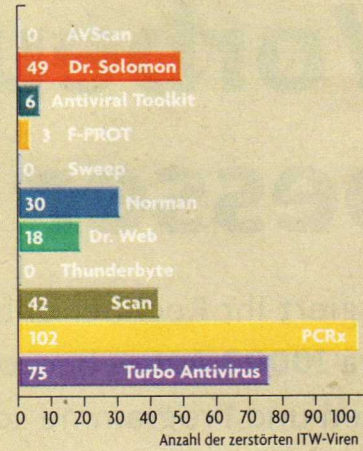 0 AVScan
49 Dr. Solomon
6 Antiviral Toolkit
3 F-PROT
0 Sweep
30 Norman
18 Dr. Web
0 Thunderbyte
42 Scan
102 PCRx
75 Turbo Antivirus
0 10 20 30 40 50 60 70 80 90 100
Anzahl der zerstörten ITW-Viren